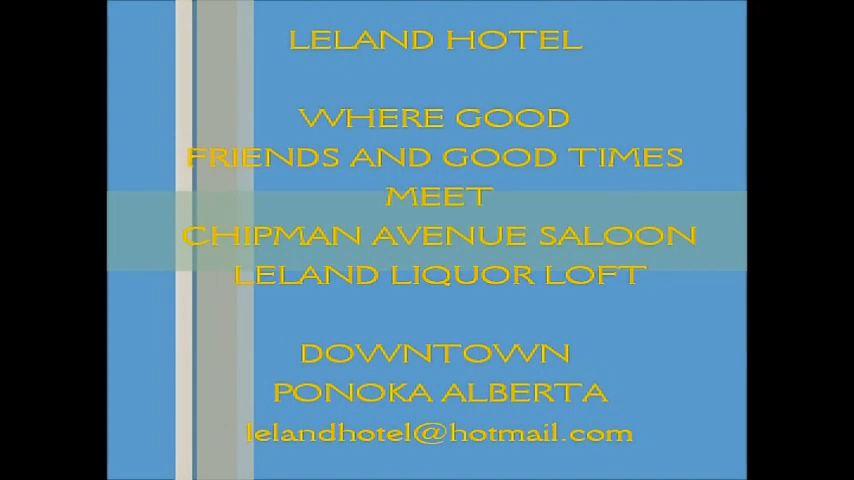 LELAND HOTEL
WHERE GOOD
FRIENDS AND GOOD TIMES
MEET
CHIPMAN AVENUE SALOON
LELAND LIQUOR LOFT
DOWNTOWN
PONOKA ALBERTA
lelandhotel@hotmail.com